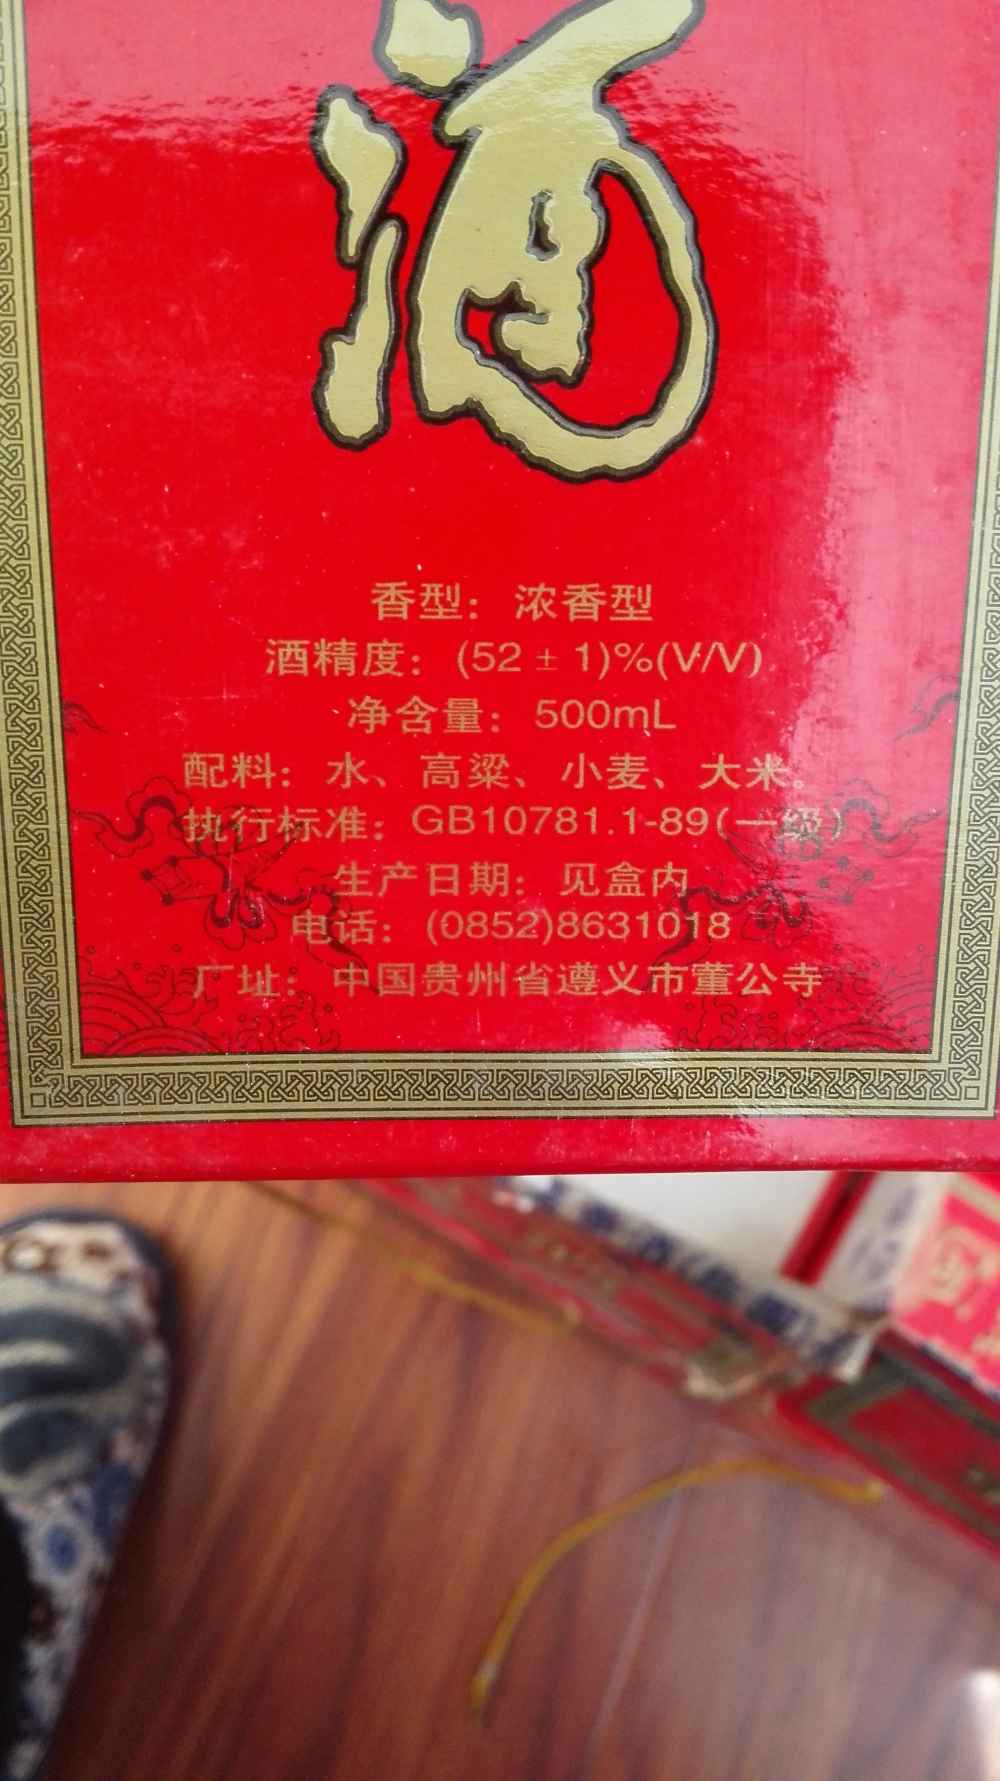 酒
香型：浓香型
酒精度：(52±1)%(V/V)
净含量：500mL
配料：水、高粱、小麦、大米。
执行标准：GB10781.1-89(一级)
生产日期：见盒内
电话：(0852)8631018
厂址：中国贵州省遵义市董公寺